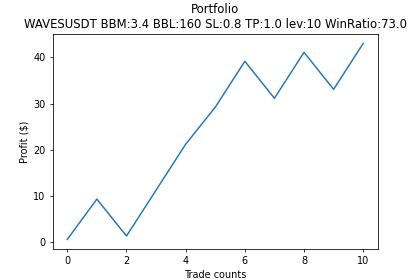 Portfolio
WAVESUSDT BBM:3.4 BBL:160 SL:0.8 TP:1.0 lev:10 WinRatio:73.0
40
30
20
10
0
Profit ($)
0 2 4 6 8 10
Trade counts